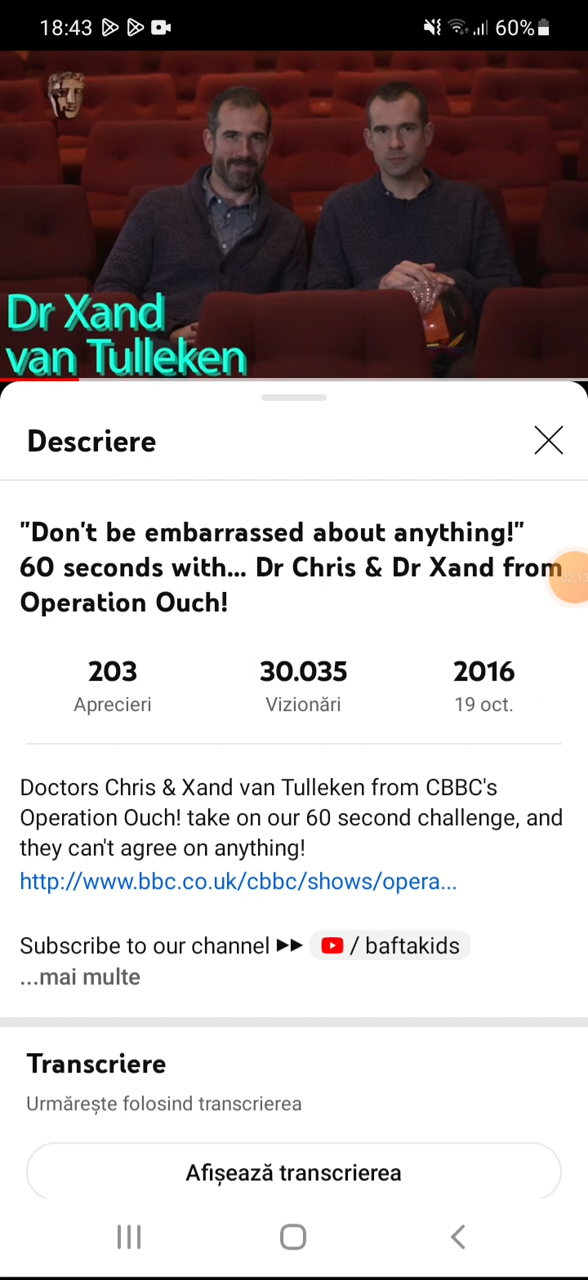 18:43
60%
Dr Xand
van Tulleken
Descriere
"Don't be embarrassed about anything!"
60 seconds with... Dr Chris & Dr Xand from
Operation Ouch!
02:13
203
30.035
2016
Aprecieri
Vizionări
19 oct.
Doctors Chris & Xand van Tulleken from CBBC's
Operation Ouch! take on our 60 second challenge, and
they can't agree on anything!
http://www.bbc.co.uk/cbbc/shows/opera...
Subscribe to our channel ▶▶ / baftakids
...mai multe
Transcriere
Urmărește folosind transcrierea
Afișează transcrierea